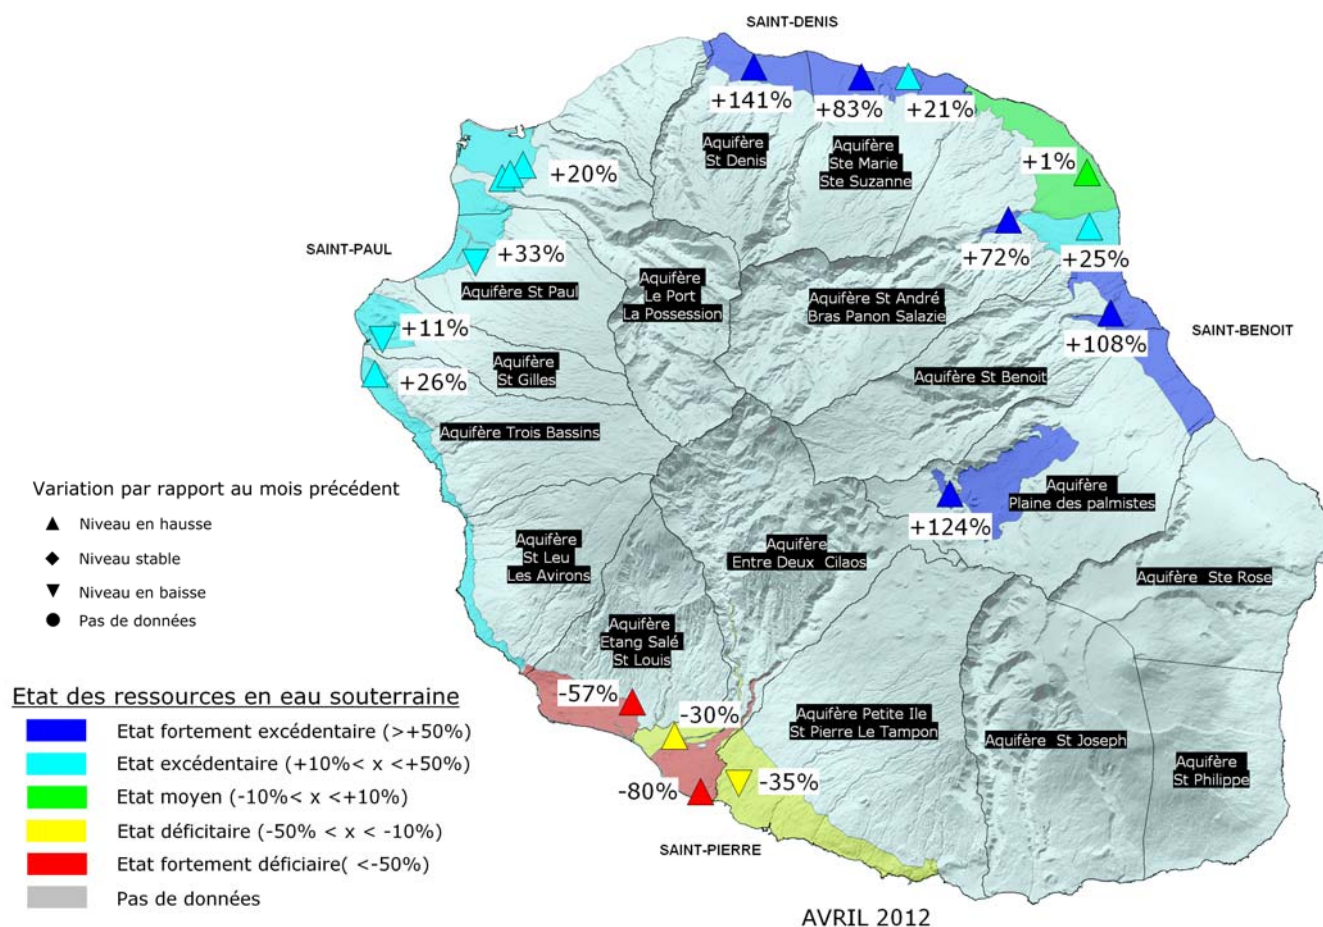 SAINT-DENIS
+141%
+83%
+21%
Aquifère
St Denis
Aquifère
Ste Marie
Ste Suzanne
+1%
+20%
SAINT-PAUL
+33%
Aquifère St Paul
+72%
+25%
Aquifère
Le Port
La Possession
Aquifère St André
Bras Panon Salazie
SAINT-BENOIT
+108%
+11%
Aquifère
St Gilles
+26%
Aquifère St Benoit
Aquifère Trois Bassins
Variation par rapport au mois précédent
Niveau en hausse
Niveau stable
Niveau en baisse
Pas de données
Aquifère
Plaine des palmistes
+124%
Aquifère
St Leu
Les Avirons
Aquifère
Entre Deux Cilaos
Aquifère Ste Rose
Aquifère
Etang Salé
St Louis
Etat des ressources en eau souterraine
Etat fortement excédentaire (>+50%)
Etat excédentaire (+10%< x <+50%)
Etat moyen (-10%< x <+10%)
Etat déficitaire (-50% < x < -10%)
Etat fortement déficiaire( <-50%)
Pas de données
-57%
-30%
Aquifère Petite Ile
St Pierre Le Tampon
Aquifère St Joseph
Aquifère
St Philippe
-80%
-35%
SAINT-PIERRE
AVRIL 2012